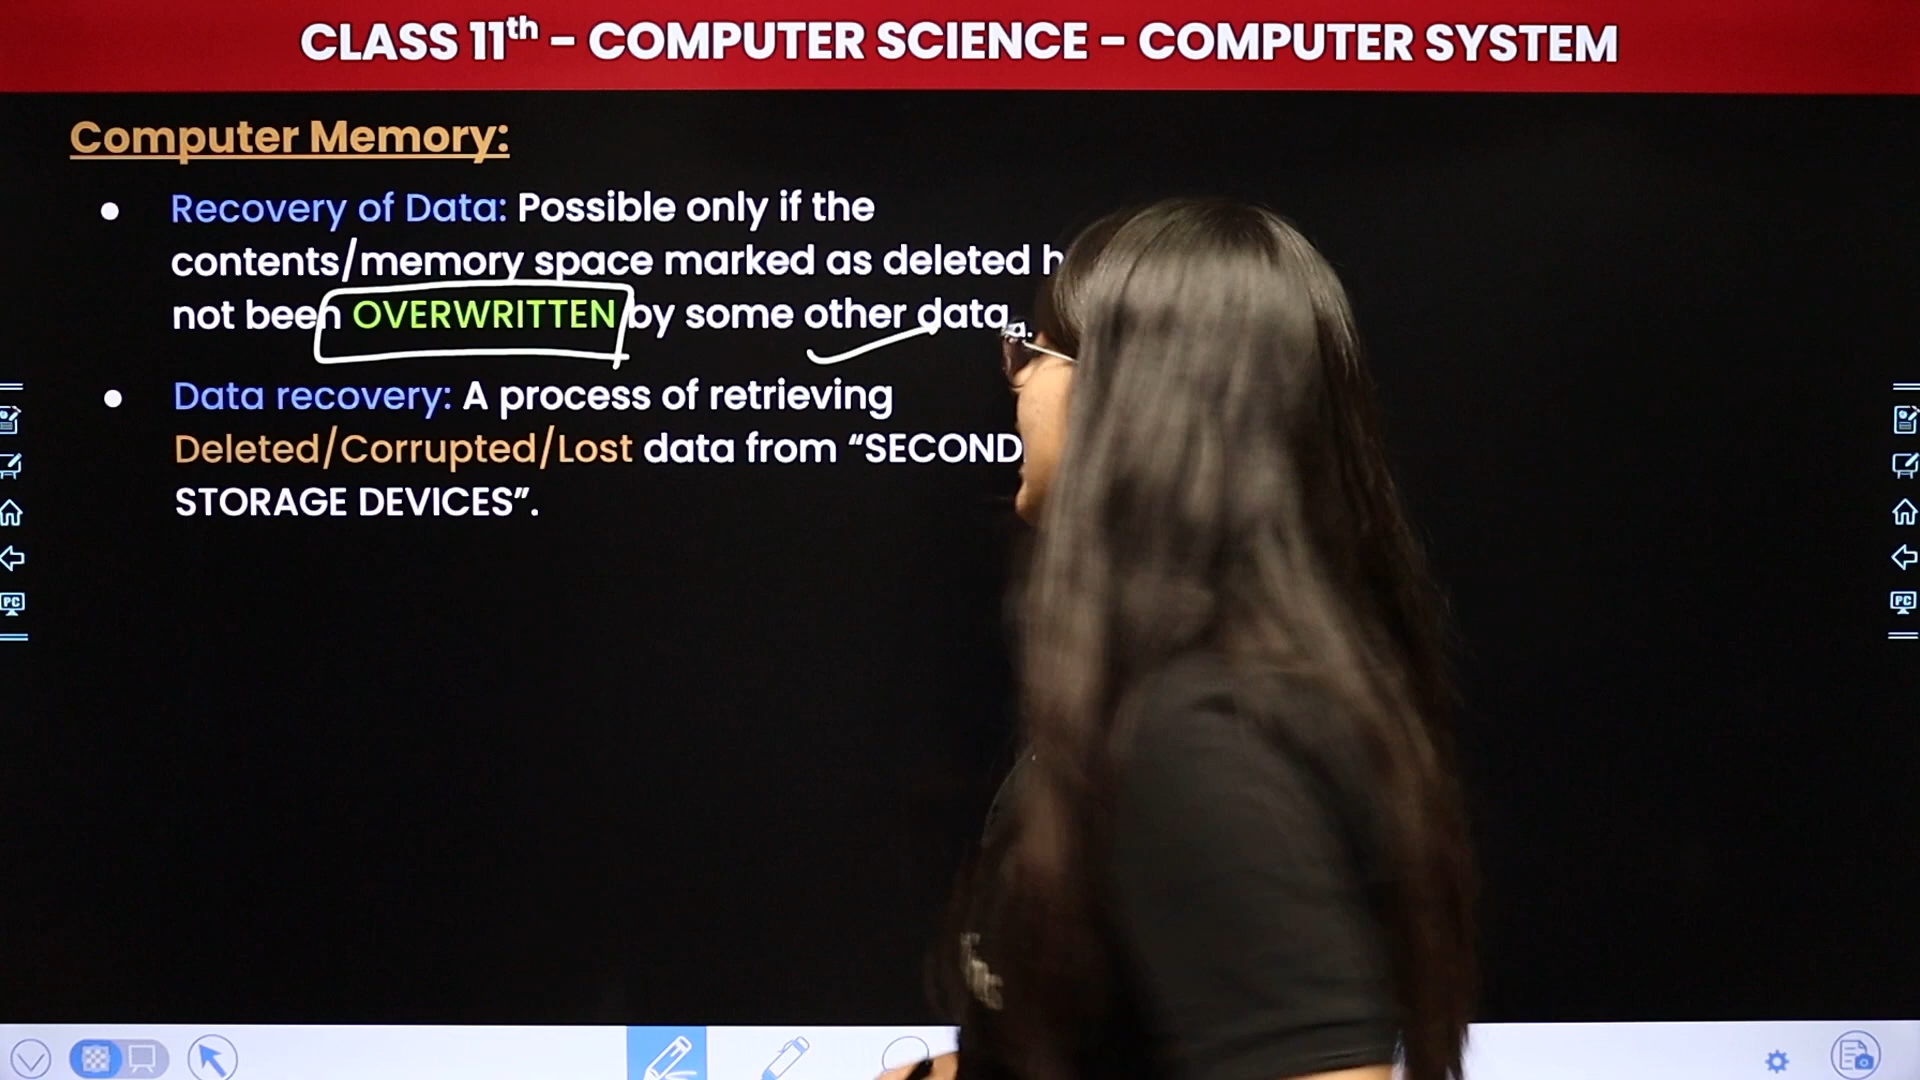 CLASS 11th - COMPUTER SCIENCE - COMPUTER SYSTEM
Computer Memory:
● Recovery of Data: Possible only if the
contents/memory space marked as deleted
not been OVERWRITTEN by some other data.
● Data recovery: A process of retrieving
Deleted/Corrupted/Lost data from “SECOND
STORAGE DEVICES”.
PC
PC